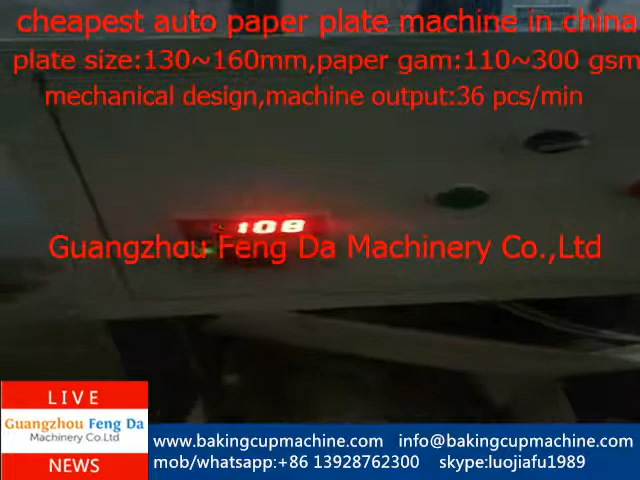 cheapest auto paper plate machine in china
plate size:130~160mm,paper gam:110~300 gsm
mechanical design,machine output:36 pcs/min
108
Guangzhou Feng Da Machinery Co.,Ltd
LIVE
Guangzhou Feng Da
Machinery Co.Ltd
NEWS
www.bakingcupmachine.com info@bakingcupmachine.com
mob/whatsapp:+86 13928762300 skype:luojiafu1989